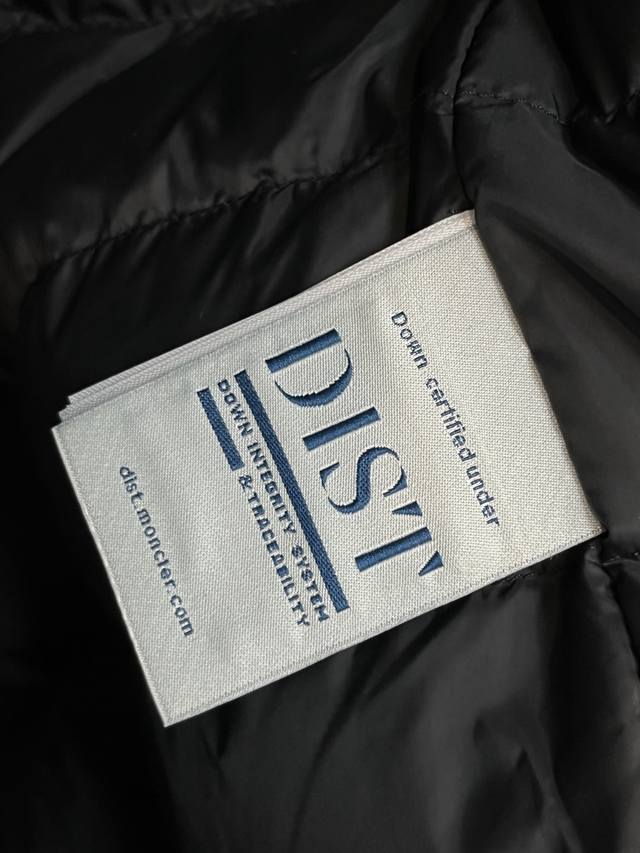 Down certified under
DIST
DOWN INTEGRITY SYSTEM
& TRACEABILITY
dist.moncler.com